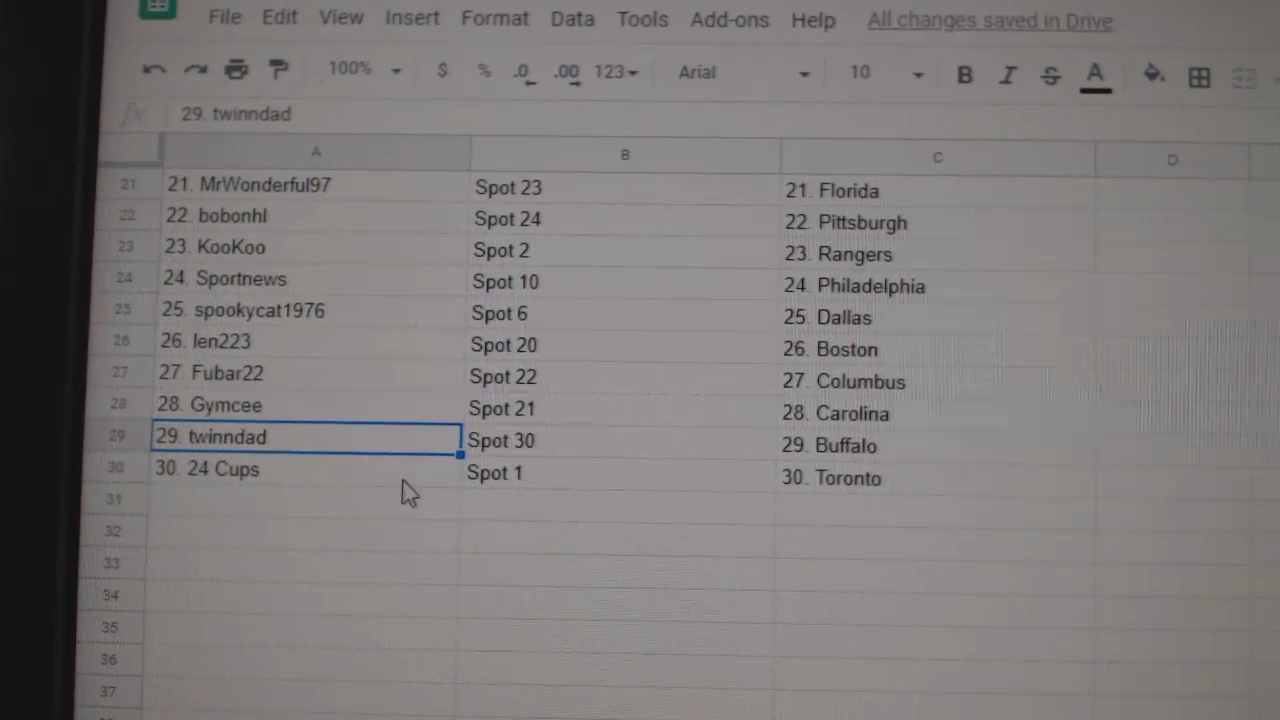 File Edit View Insert Format Data Tools Add-ons Help All changes saved in Drive
100% $ % .0 .00 123 Arial 10 B I S A
fx 29. twinndad
A B C D
21 21. MrWonderful97 Spot 23 21. Florida
22 22. bobonhl Spot 24 22. Pittsburgh
23 23. KooKoo Spot 2 23. Rangers
24 24. Sportnews Spot 10 24. Philadelphia
25 25. spookycat1976 Spot 6 25. Dallas
26 26. len223 Spot 20 26. Boston
27 27. Fubar22 Spot 22 27. Columbus
28 28. Gymcee Spot 21 28. Carolina
29 29. twinndad Spot 30 29. Buffalo
30 30. 24 Cups Spot 1 30. Toronto
31
32
33
34
35
36
37